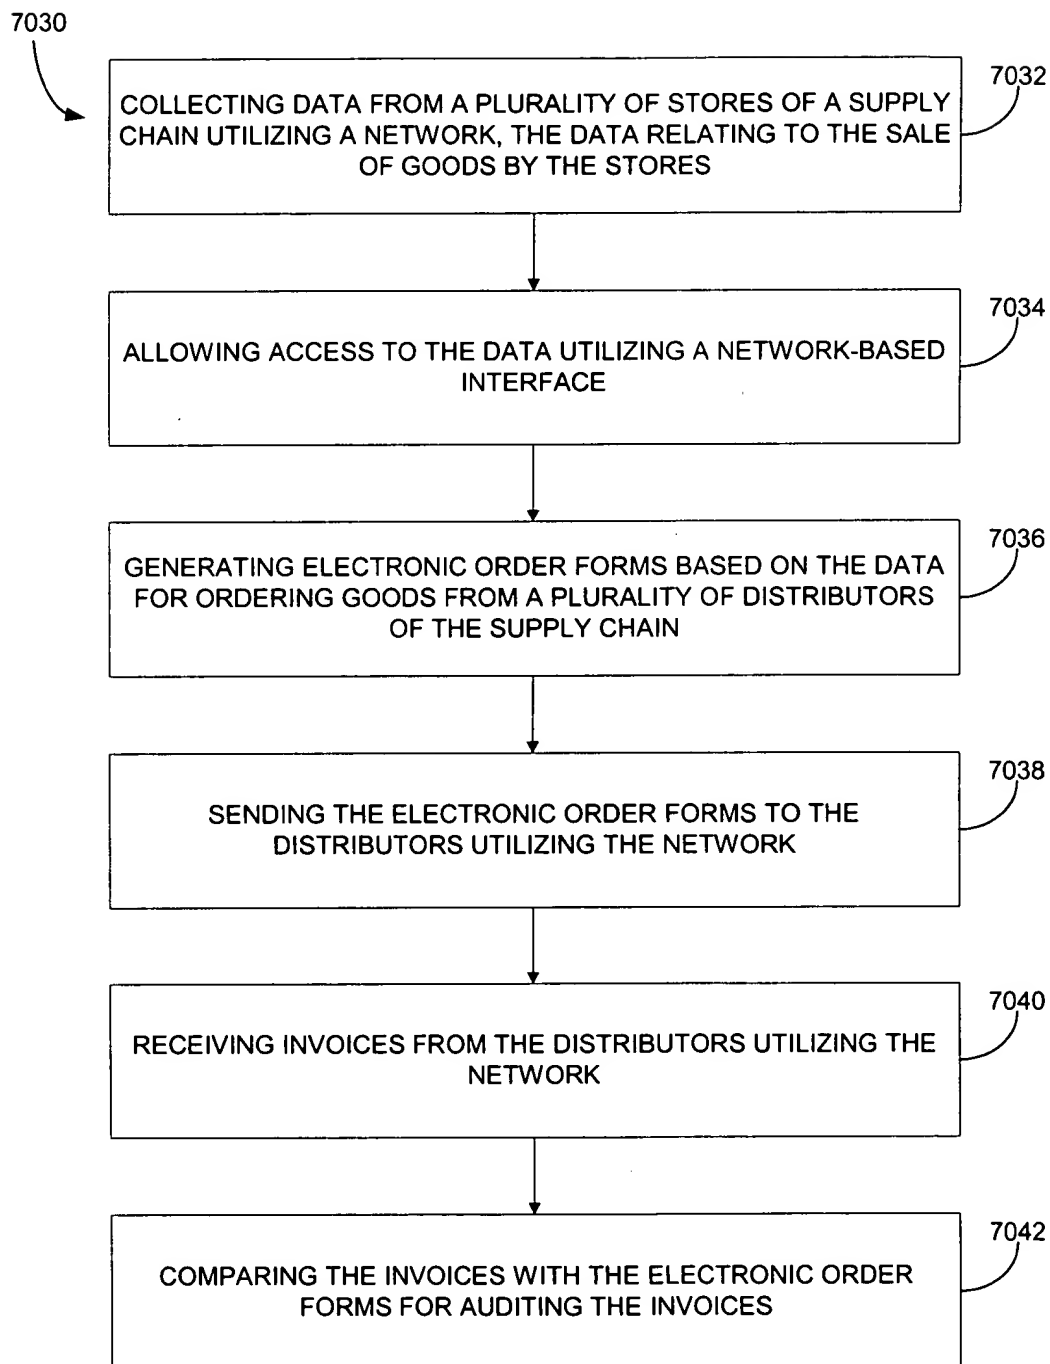 7030
7032
COLLECTING DATA FROM A PLURALITY OF STORES OF A SUPPLY
CHAIN UTILIZING A NETWORK, THE DATA RELATING TO THE SALE
OF GOODS BY THE STORES
7034
ALLOWING ACCESS TO THE DATA UTILIZING A NETWORK-BASED
INTERFACE
7036
GENERATING ELECTRONIC ORDER FORMS BASED ON THE DATA
FOR ORDERING GOODS FROM A PLURALITY OF DISTRIBUTORS
OF THE SUPPLY CHAIN
7038
SENDING THE ELECTRONIC ORDER FORMS TO THE
DISTRIBUTORS UTILIZING THE NETWORK
7040
RECEIVING INVOICES FROM THE DISTRIBUTORS UTILIZING THE
NETWORK
7042
COMPARING THE INVOICES WITH THE ELECTRONIC ORDER
FORMS FOR AUDITING THE INVOICES